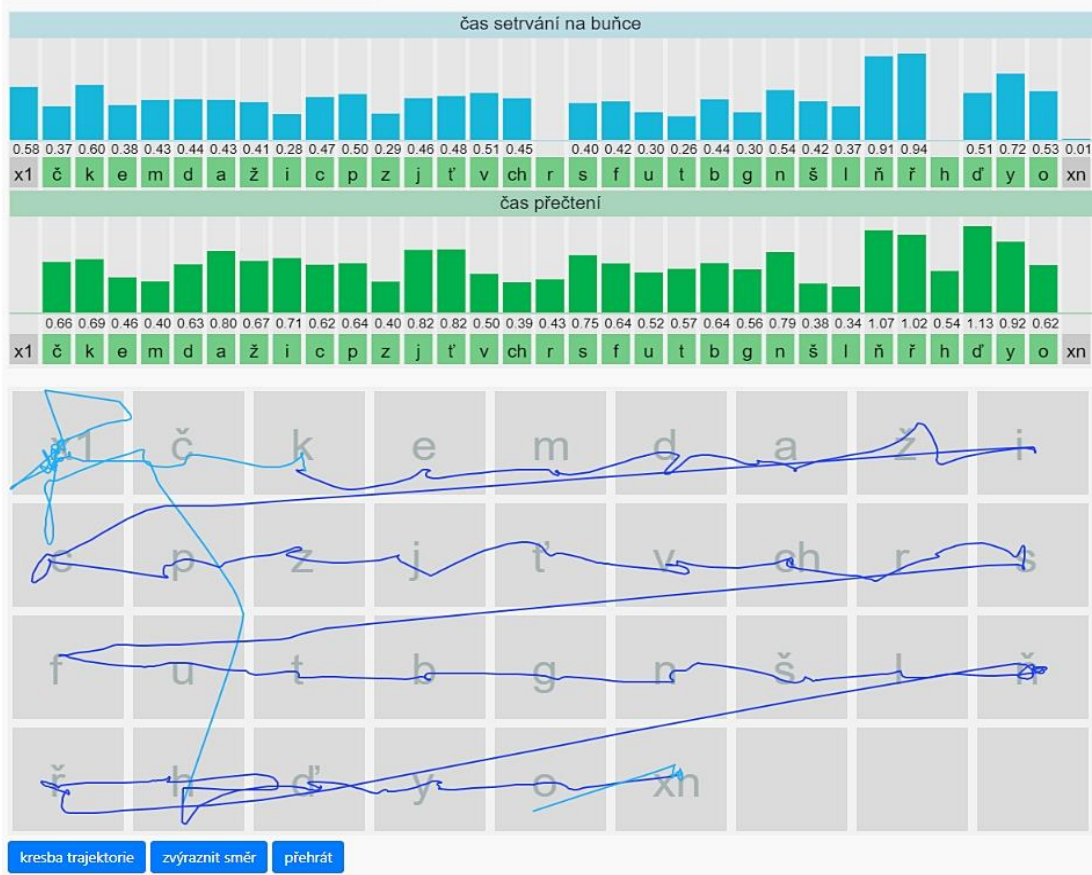 čas setrvání na buňce
0.58 0.37 0.60 0.38 0.43 0.44 0.43 0.41 0.28 0.47 0.50 0.29 0.46 0.48 0.51 0.45 0.40 0.42 0.30 0.26 0.44 0.30 0.54 0.42 0.37 0.91 0.94 0.51 0.72 0.53 0.01
x1 č k e m d a ž i c p z j ť v ch r s f u t b g n š l ň ř h ď y o xn
čas přečtení
0.66 0.69 0.46 0.40 0.63 0.80 0.67 0.71 0.62 0.64 0.40 0.82 0.82 0.50 0.39 0.43 0.75 0.64 0.52 0.57 0.64 0.56 0.79 0.38 0.34 1.07 1.02 0.54 1.13 0.92 0.62
x1 č k e m d a ž i c p z j ť v ch r s f u t b g n š l ň ř h ď y o xn
x1 č k e m d a ž i
c p z j ť v ch r s
f u t b g n š l ň
ř h ď y o xn
kresba trajektorie zvýraznit směr přehrát